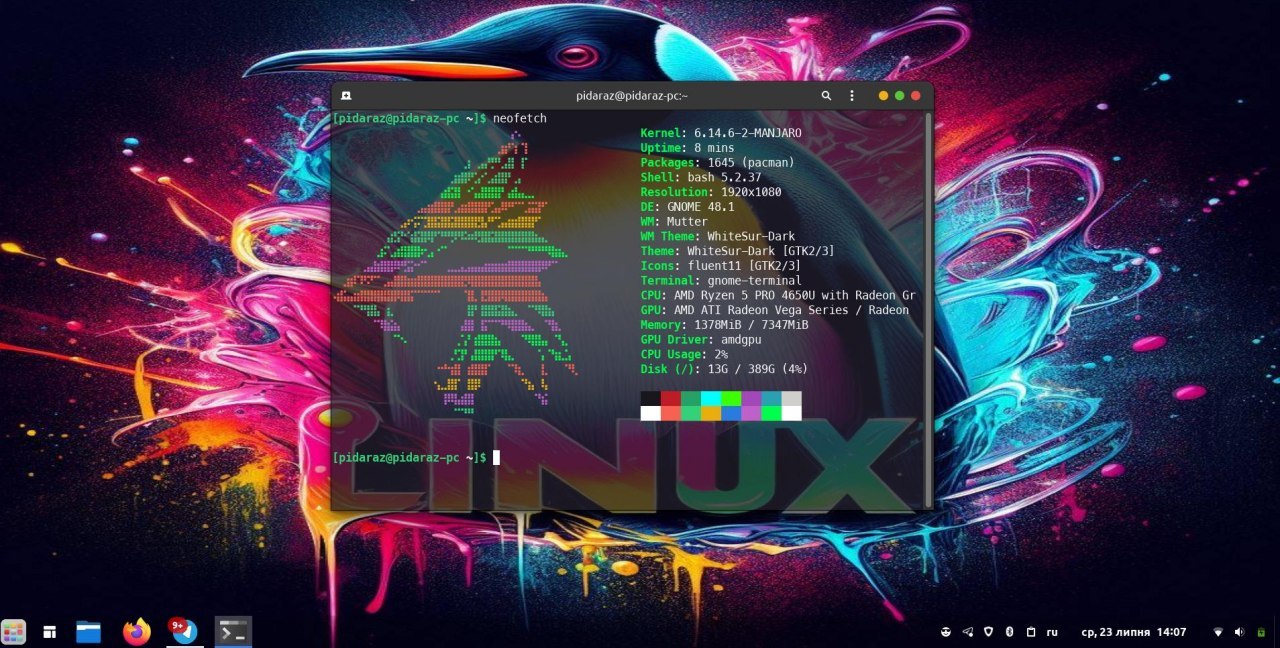 pidaraz@pidaraz-pc:~
[pidaraz@pidaraz-pc ~]$ neofetch
Kernel: 6.14.6-2-MANJARO
Uptime: 8 mins
Packages: 1645 (pacman)
Shell: bash 5.2.37
Resolution: 1920x1080
DE: GNOME 48.1
WM: Mutter
WM Theme: WhiteSur-Dark
Theme: WhiteSur-Dark [GTK2/3]
Icons: fluent11 [GTK2/3]
Terminal: gnome-terminal
CPU: AMD Ryzen 5 PRO 4650U with Radeon Gr
GPU: AMD ATI Radeon Vega Series / Radeon
Memory: 1378MiB / 7347MiB
GPU Driver: amdgpu
CPU Usage: 2%
Disk (/): 13G / 389G (4%)
[pidaraz@pidaraz-pc ~]$
LINUX
9+
ru
ср, 23 липня 14:07